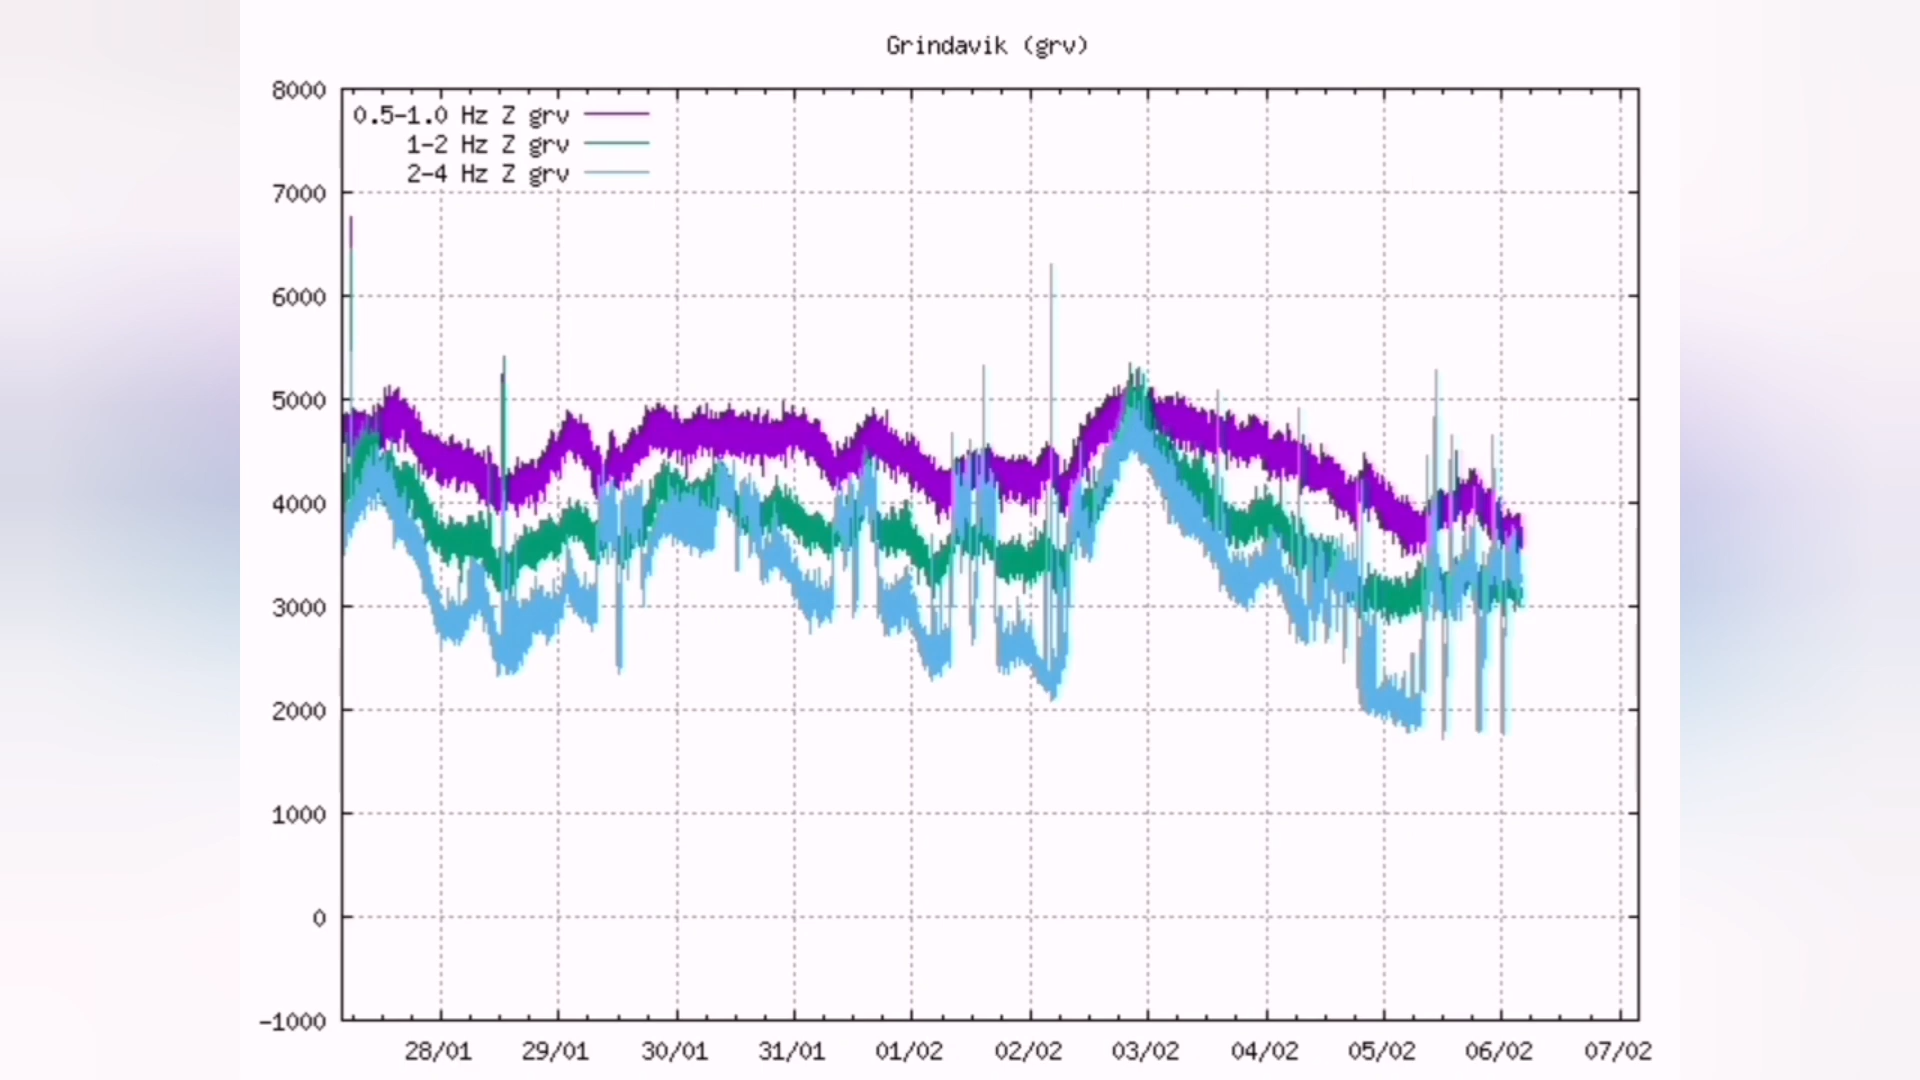 Grindavik (grv)
8000
0.5-1.0 Hz Z grv
1-2 Hz Z grv
2-4 Hz Z grv
7000
6000
5000
4000
3000
2000
1000
0
-1000
28/01 29/01 30/01 31/01 01/02 02/02 03/02 04/02 05/02 06/02 07/02